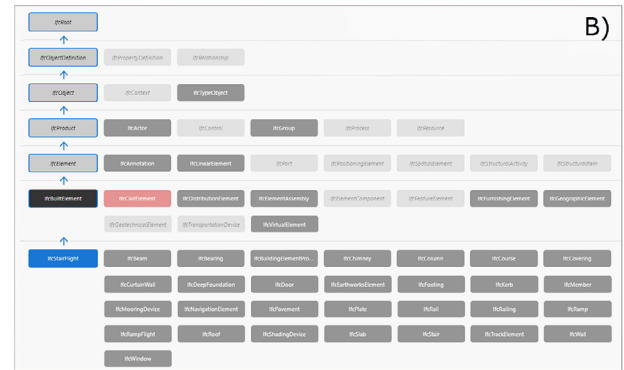 B)
IfcRoot
IfcObjectDefinition IfcPropertyDefinition IfcRelationship
IfcObject IfcContext IfcTypeObject
IfcProduct IfcActor IfcControl IfcGroup IfcProcess IfcResource
IfcElement IfcAnnotation IfcLinearElement IfcPort IfcPositioningElement IfcSpatialElement IfcStructuralActivity IfcStructuralItem
IfcBuiltElement IfcCivilElement IfcDistributionElement IfcElementAssembly IfcElementComponent IfcFeatureElement IfcFurnishingElement IfcGeographicElement
IfcGeotechnicalElement IfcTransportationDevice IfcVirtualElement
IfcStairFlight IfcBeam IfcBearing IfcBuildingElementPro... IfcChimney IfcColumn IfcCourse IfcCovering
IfcCurtainWall IfcDeepFoundation IfcDoor IfcEarthworksElement IfcFooting IfcKerb IfcMember
IfcMooringDevice IfcNavigationElement IfcPavement IfcPlate IfcRail IfcRailing IfcRamp
IfcRampFlight IfcRoof IfcShadingDevice IfcSlab IfcStair IfcTrackElement IfcWall
IfcWindow